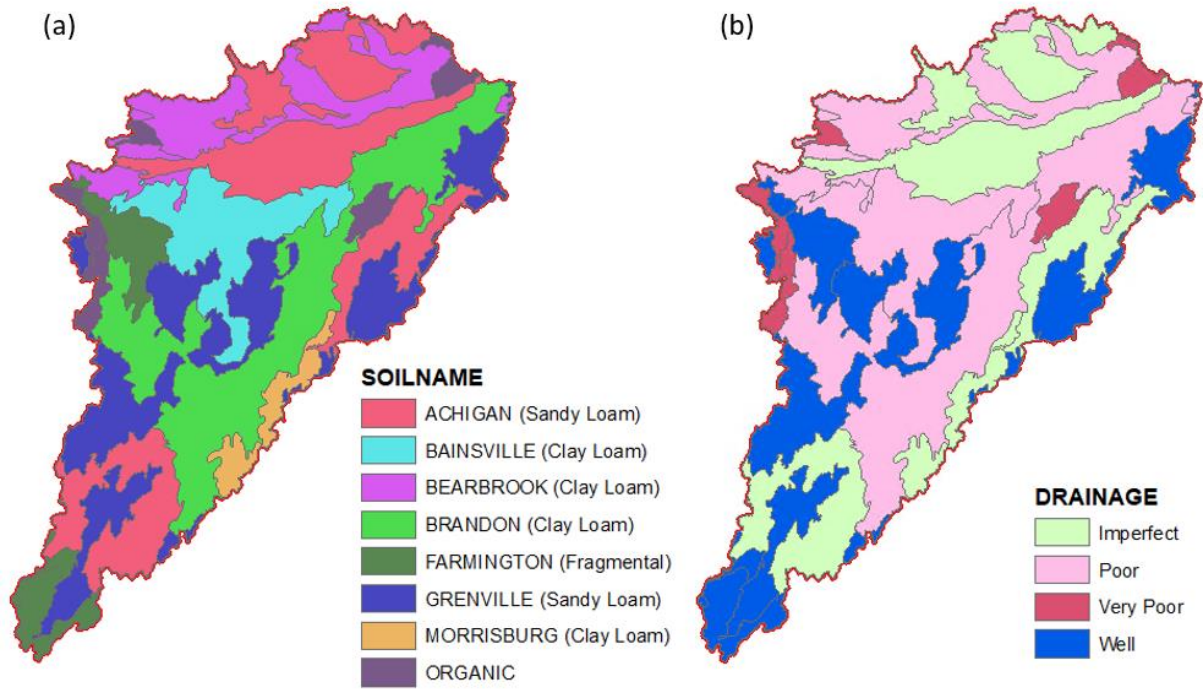 (a)
SOILNAME
ACHIGAN (Sandy Loam)
BAINSVILLE (Clay Loam)
BEARBROOK (Clay Loam)
BRANDON (Clay Loam)
FARMINGTON (Fragmental)
GRENVILLE (Sandy Loam)
MORRISBURG (Clay Loam)
ORGANIC
(b)
DRAINAGE
Imperfect
Poor
Very Poor
Well